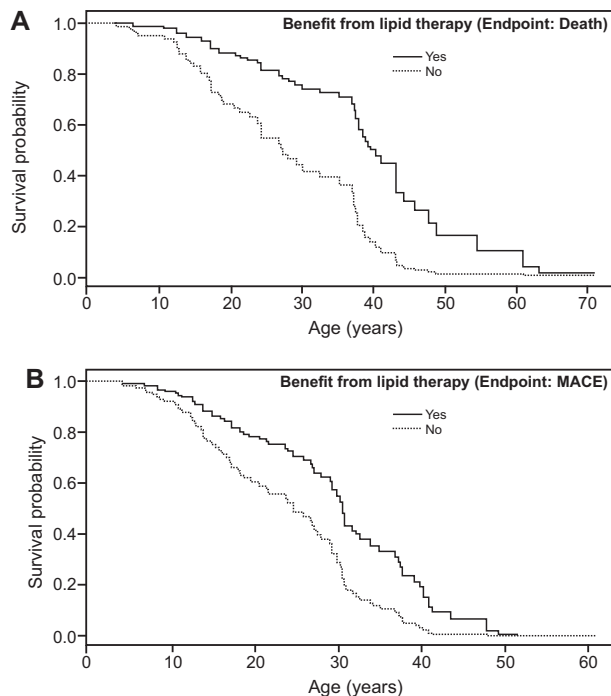 A
Benefit from lipid therapy (Endpoint: Death)
Yes
No
Survival probability
1.0
0.8
0.6
0.4
0.2
0.0
0 10 20 30 40 50 60 70
Age (years)
B
Benefit from lipid therapy (Endpoint: MACE)
Yes
No
Survival probability
1.0
0.8
0.6
0.4
0.2
0.0
0 10 20 30 40 50 60
Age (years)